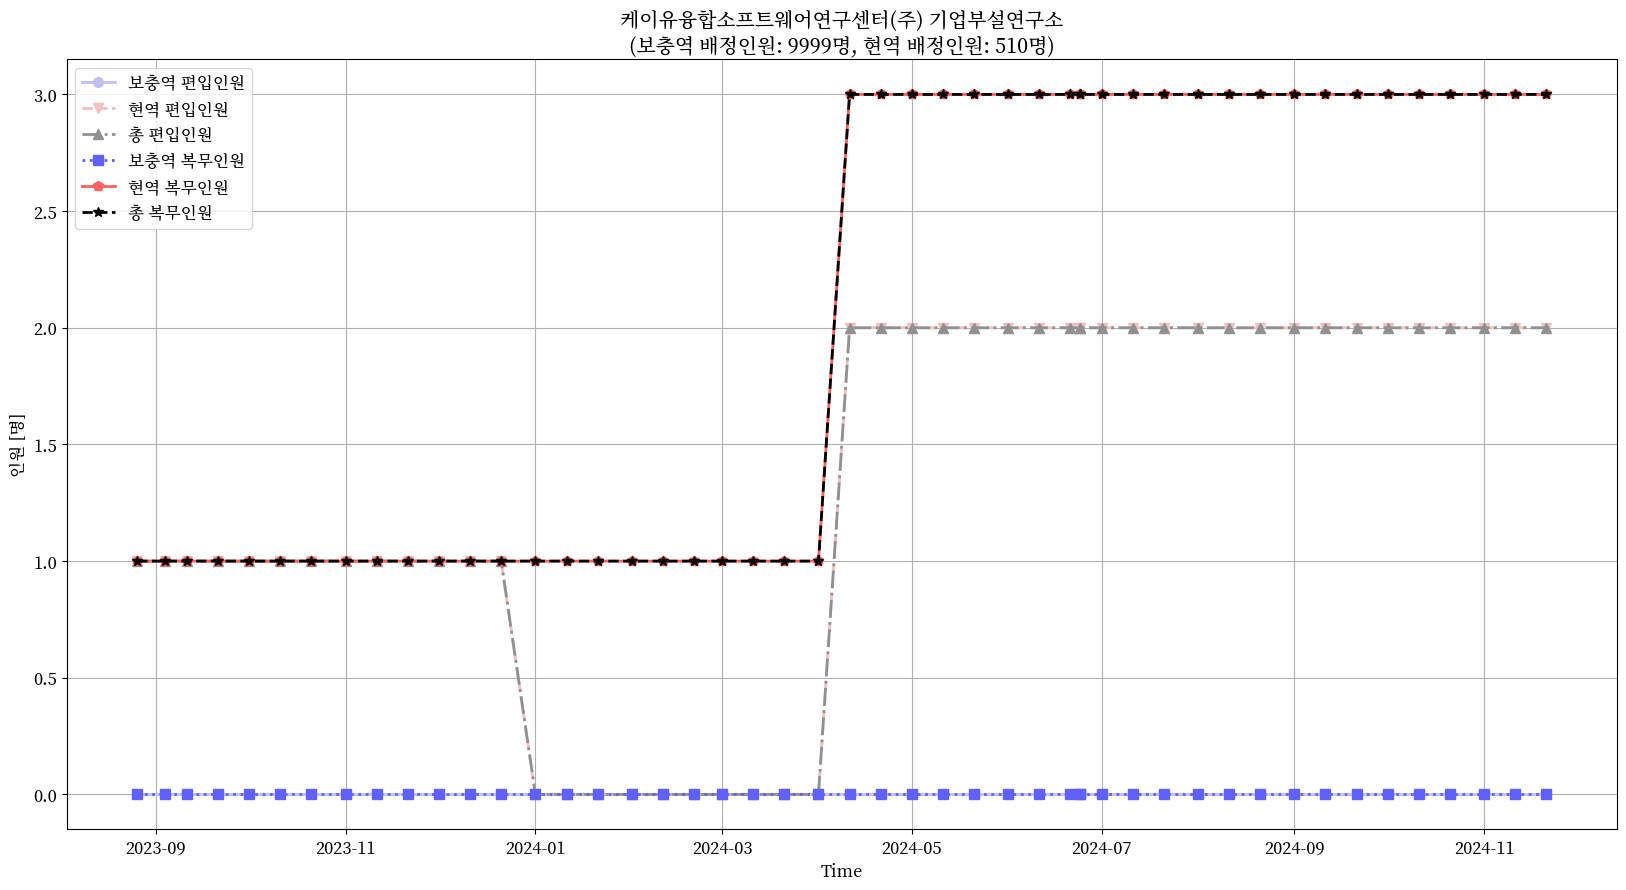 케이유융합소프트웨어연구센터(주) 기업부설연구소
(보충역 배정인원: 9999명, 현역 배정인원: 510명)
보충역 편입인원
현역 편입인원
총 편입인원
보충역 복무인원
현역 복무인원
총 복무인원
인원 [명]
3.0
2.5
2.0
1.5
1.0
0.5
0.0
2023-09
2023-11
2024-01
2024-03
2024-05
2024-07
2024-09
2024-11
Time